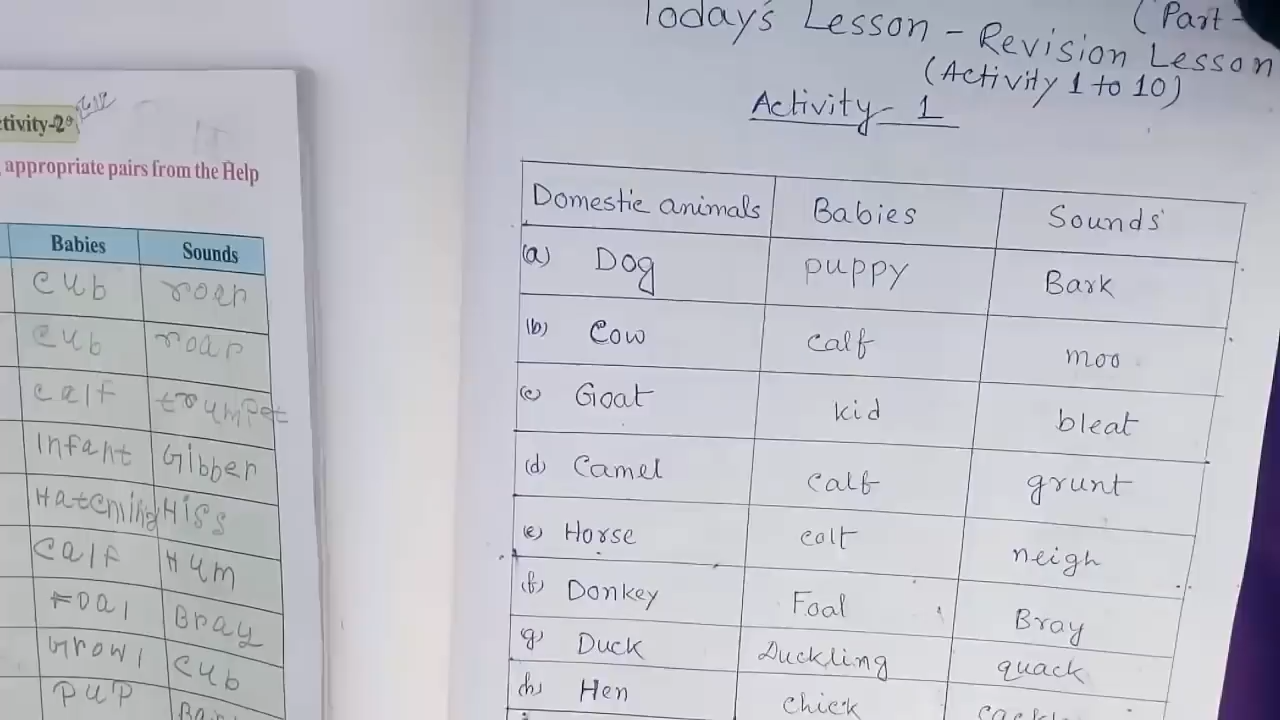 Today's Lesson - Revision Lesson
(Part -
(Activity 1 to 10)
Activity - 1
Domestic animals Babies Sounds
(a) Dog puppy Bark
(b) Cow calf moo
(c) Goat kid bleat
(d) Camel calf grunt
(e) Horse colt neigh
(f) Donkey Foal Bray
(g) Duck Duckling quack
(h) Hen chick
tivity-2
appropriate pairs from the Help
Babies Sounds
cub roar
cub roar
calf trumpet
Infant Gibber
Hatchling Hiss
calf Hum
Foal Bray
Growl cub
PUP